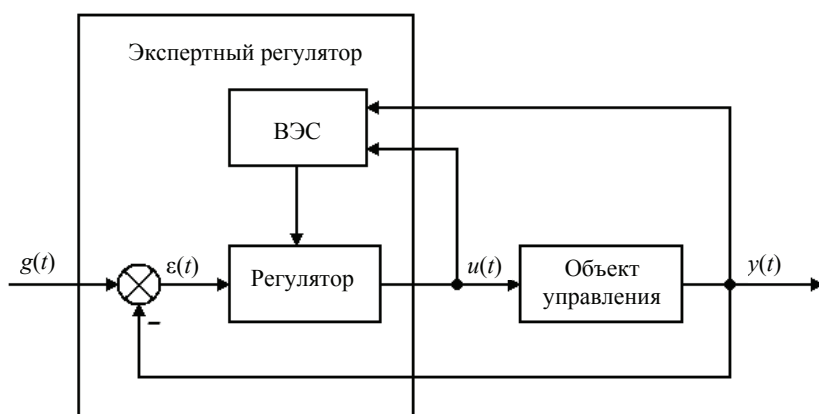 Экспертный регулятор
ВЭС
g(t)
ε(t)
Регулятор
u(t)
Объект
управления
y(t)
–